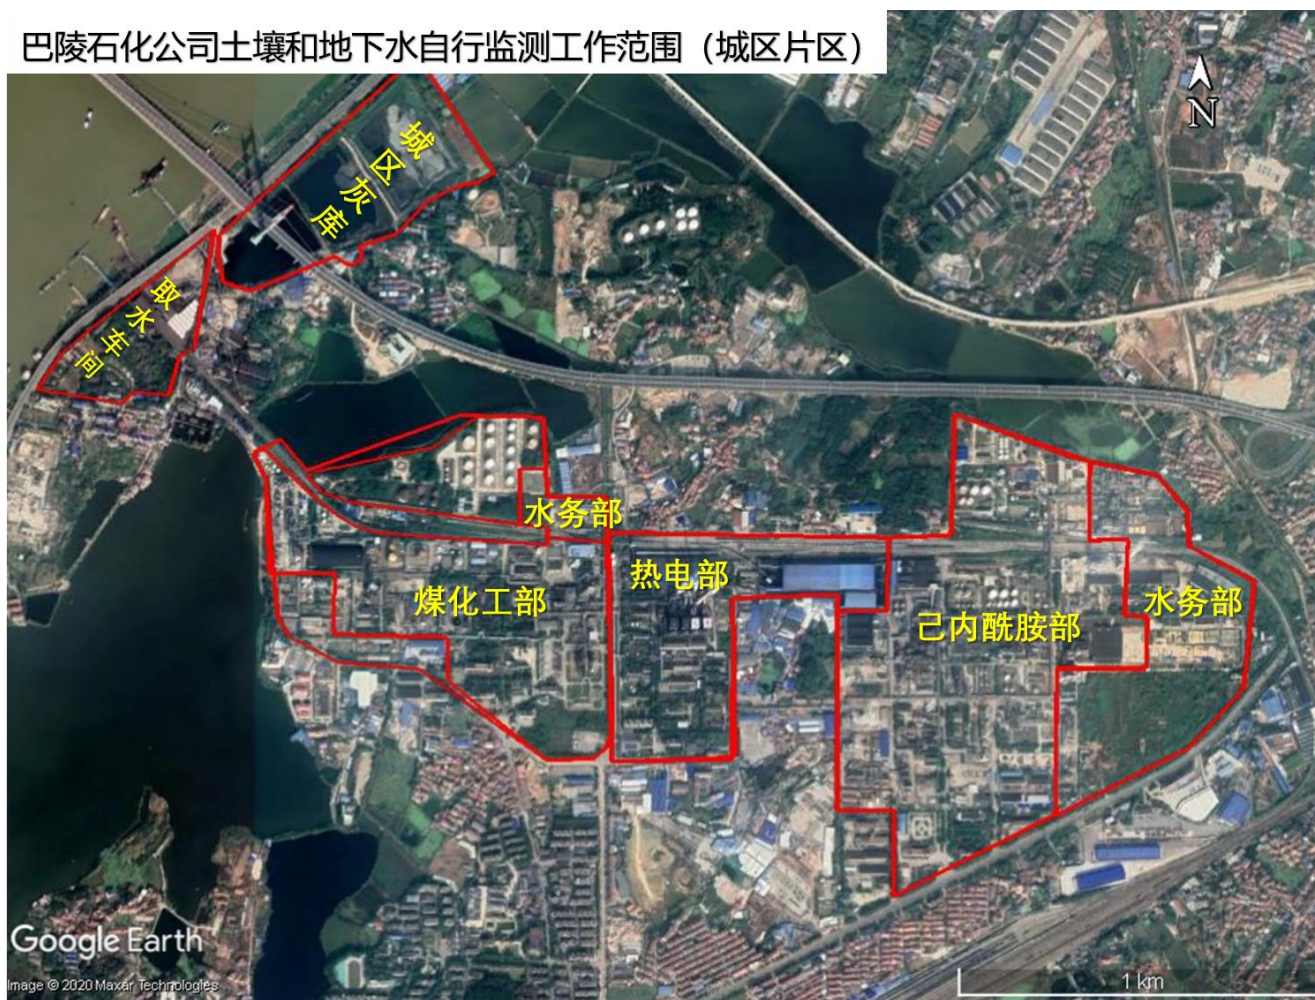 巴陵石化公司土壤和地下水自行监测工作范围（城区片区）
N
城区灰库
取水车间
水务部
热电部
煤化工部
己内酰胺部
水务部
Google Earth
Image © 2020 Maxar Technologies
1 km